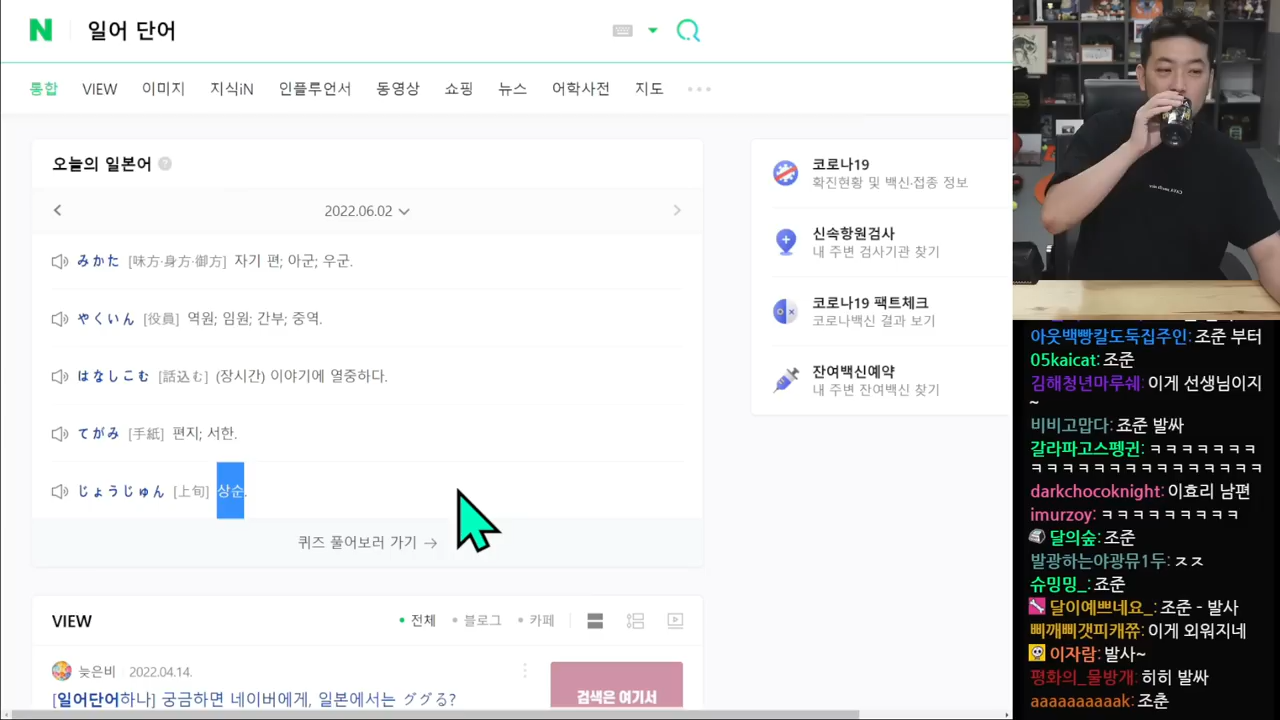 N 일어 단어
통합 VIEW 이미지 지식iN 인플루언서 동영상 쇼핑 뉴스 어학사전 지도
오늘의 일본어 ?
2022.06.02
みかた [味方·身方·御方] 자기 편; 아군; 우군.
やくいん [役員] 역원; 임원; 간부; 중역.
はなしこむ [話込む] (장시간) 이야기에 열중하다.
てがみ [手紙] 편지; 서한.
じょうじゅん [上旬] 상순.
퀴즈 풀어보러 가기 →
VIEW
전체 블로그 카페
늦은비 2022.04.14.
[일어단어하나] 궁금하면 네이버에게, 일본에서는 ググる?
검색은 여기서
코로나19
확진현황 및 백신·접종 정보
신속항원검사
내 주변 검사기관 찾기
코로나19 팩트체크
코로나백신 결과 보기
잔여백신예약
내 주변 잔여백신 찾기
아웃백빵칼도둑집주인: 조준 부터
05kaicat: 조준
김해청년마루쉐: 이게 선생님이지
~
비비고맙다: 죠준 발싸
갈라파고스펭귄: ㅋㅋㅋㅋㅋㅋㅋ
ㅋㅋㅋㅋㅋㅋㅋㅋㅋㅋㅋㅋㅋㅋㅋ
darkchocoknight: 이효리 남편
imurzoy: ㅋㅋㅋㅋㅋㅋㅋㅋㅋ
달의숲: 조준
발광하는야광뮤1두: ㅈㅈ
슈밍밍_: 죠준
달이예쁘네요_: 조준 - 발사
삐깨삐갯피캐쮸: 이게 외워지네
이자람: 발사~
평화의_물방개: 히히 발싸
aaaaaaaaaak: 조춘